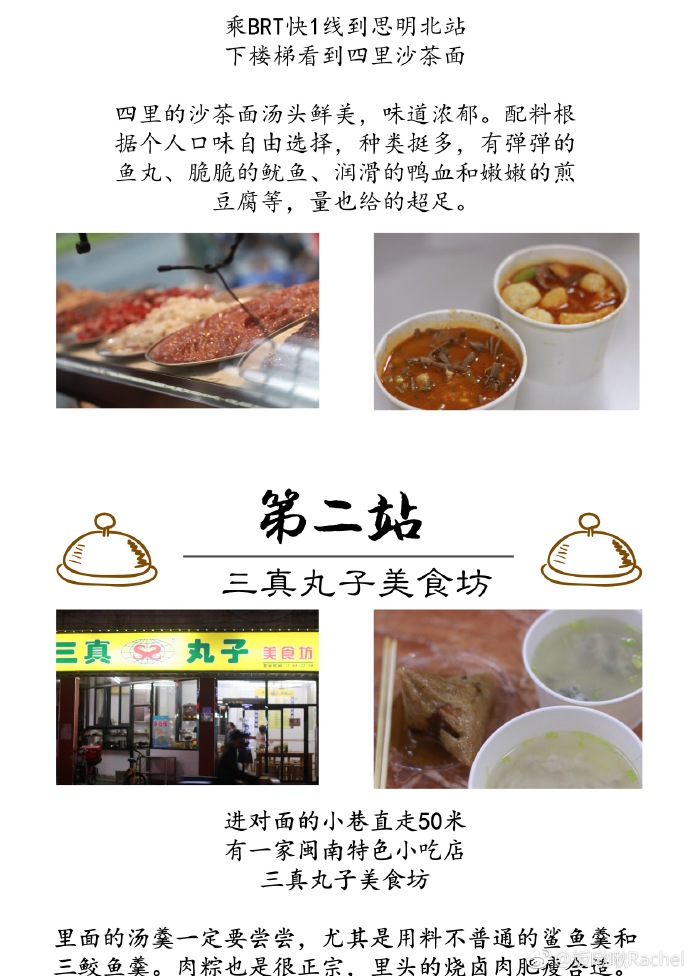 乘BRT快1线到思明北站
下楼梯看到四里沙茶面
四里的沙茶面汤头鲜美，味道浓郁。配料根
据个人口味自由选择，种类挺多，有弹弹的
鱼丸、脆脆的鱿鱼、润滑的鸭血和嫩嫩的煎
豆腐等，量也给的超足。
第二站
三真丸子美食坊
三真 丸子 美食坊
进对面的小巷直走50米
有一家闽南特色小吃店
三真丸子美食坊
里面的汤羹一定要尝尝，尤其是用料不普通的鲨鱼羹和
三鲛鱼羹。肉粽也是很正宗，里头的烧卤肉肥瘦合适。